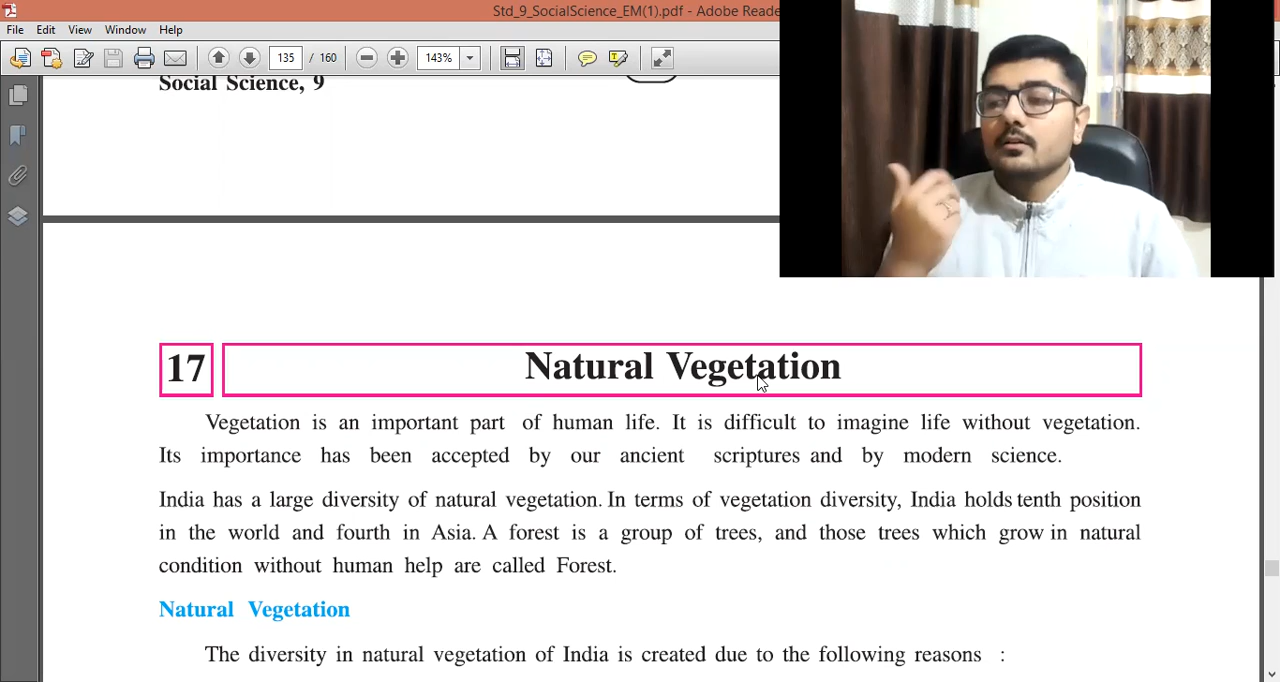 Std_9_SocialScience_EM(1).pdf - Adobe Reade
File Edit View Window Help
135 / 160 143%
Social Science, 9
17 Natural Vegetation
Vegetation is an important part of human life. It is difficult to imagine life without vegetation.
Its importance has been accepted by our ancient scriptures and by modern science.
India has a large diversity of natural vegetation. In terms of vegetation diversity, India holds tenth position
in the world and fourth in Asia. A forest is a group of trees, and those trees which grow in natural
condition without human help are called Forest.
Natural Vegetation
The diversity in natural vegetation of India is created due to the following reasons :